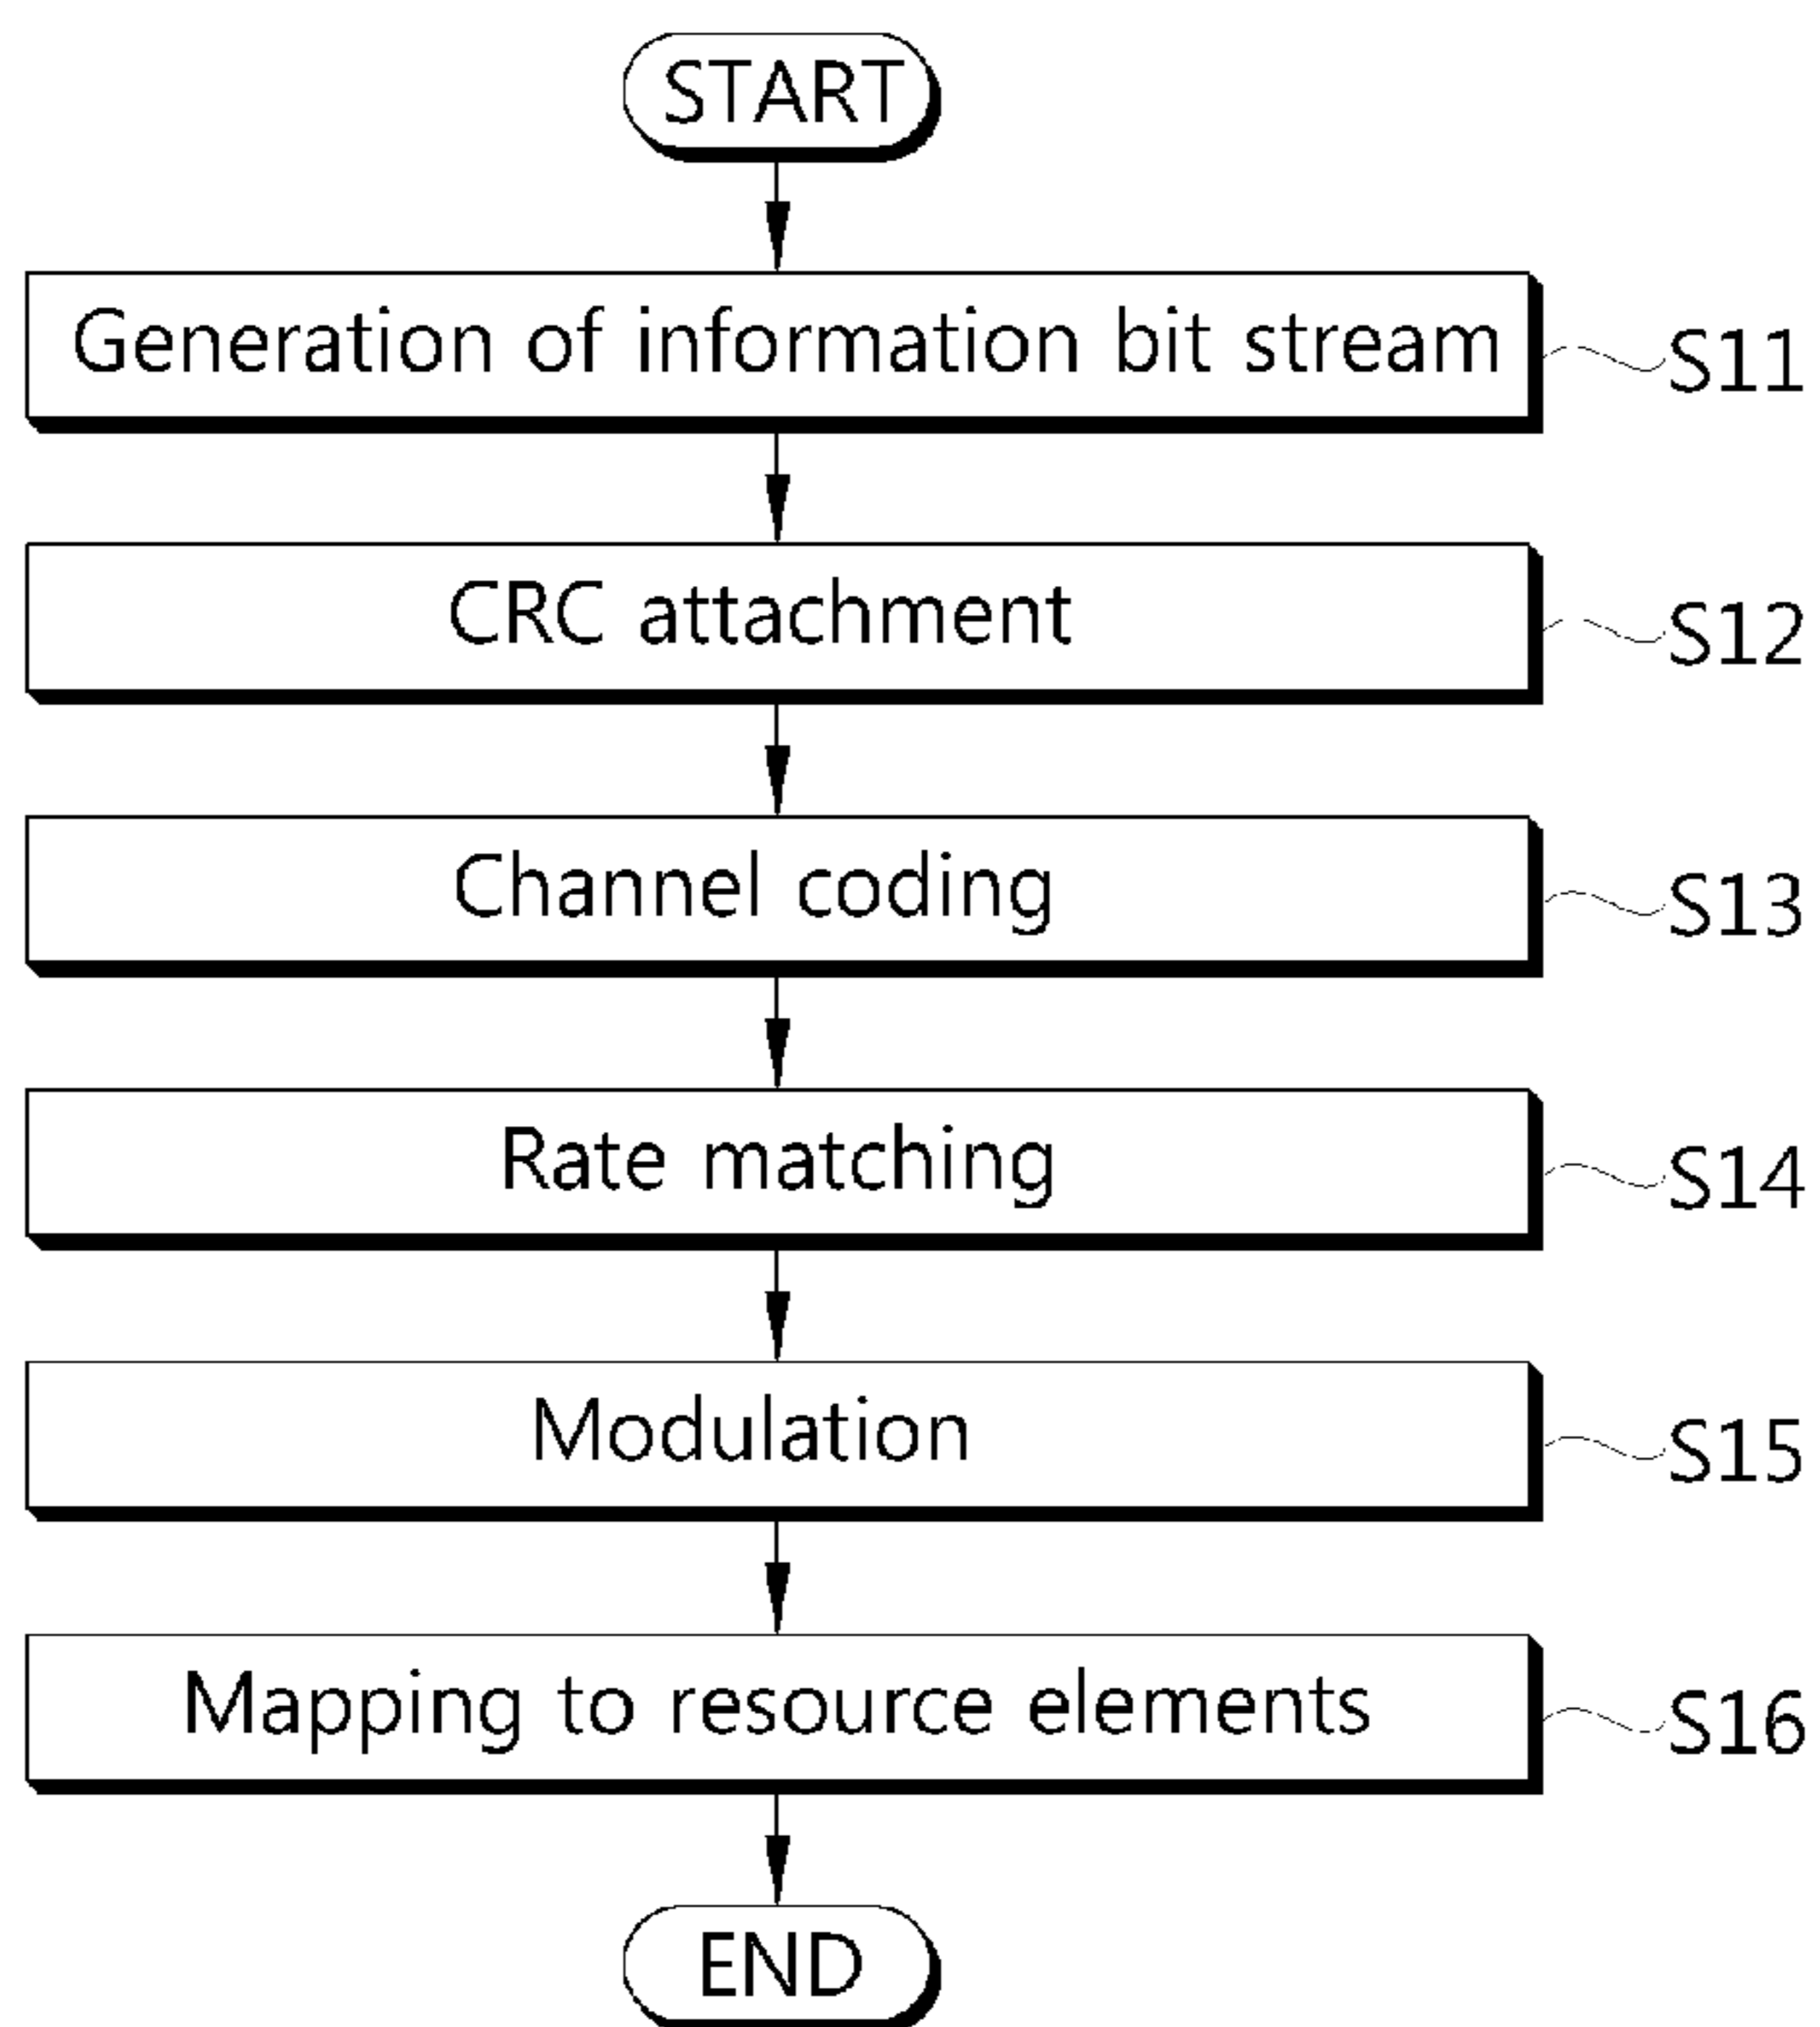 START
Generation of information bit stream S11
CRC attachment S12
Channel coding S13
Rate matching S14
Modulation S15
Mapping to resource elements S16
END